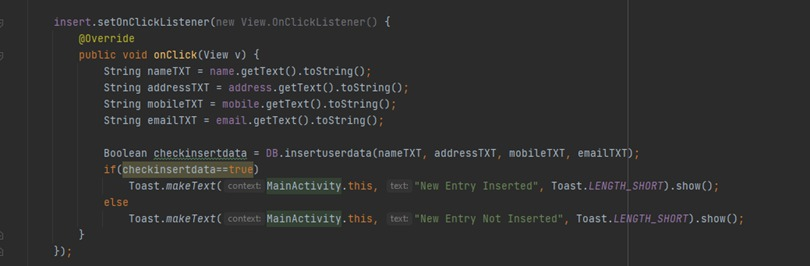 insert.setOnClickListener(new View.OnClickListener() {
@Override
public void onClick(View v) {
String nameTXT = name.getText().toString();
String addressTXT = address.getText().toString();
String mobileTXT = mobile.getText().toString();
String emailTXT = email.getText().toString();
Boolean checkinsertdata = DB.insertuserdata(nameTXT, addressTXT, mobileTXT, emailTXT);
if(checkinsertdata==true)
Toast.makeText( context: MainActivity.this, text: "New Entry Inserted", Toast.LENGTH_SHORT).show();
else
Toast.makeText( context: MainActivity.this, text: "New Entry Not Inserted", Toast.LENGTH_SHORT).show();
}
});